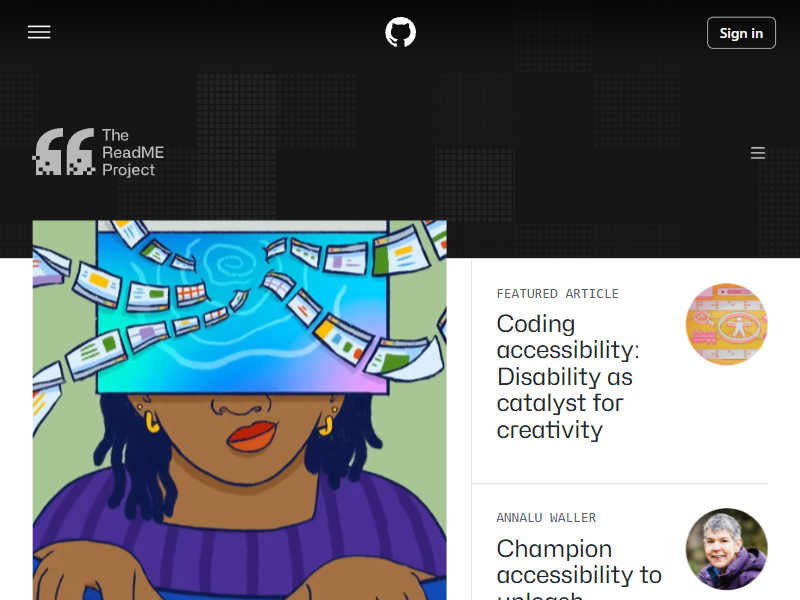 Sign in
The
ReadME
Project
FEATURED ARTICLE
Coding
accessibility:
Disability as
catalyst for
creativity
ANNALU WALLER
Champion
accessibility to
unleash